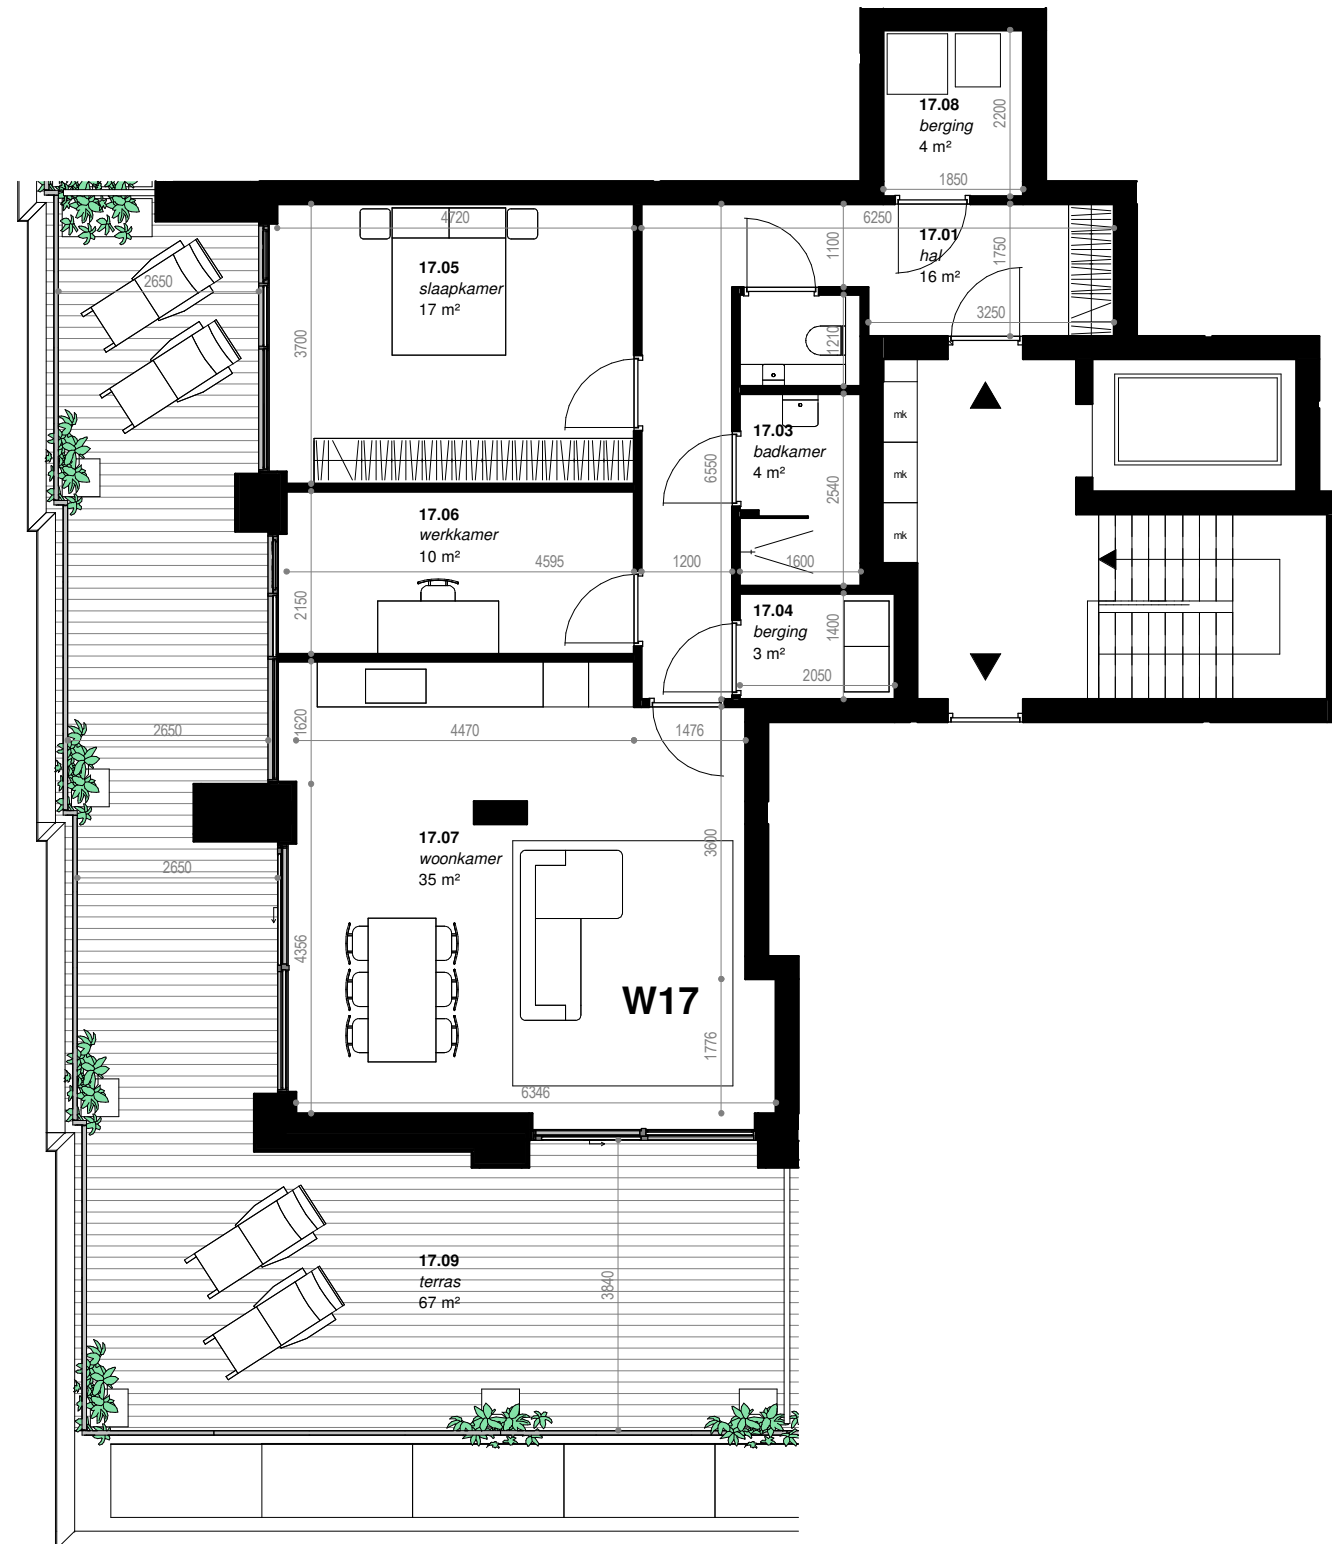 17.08
berging
4 m²
2200
1850
4720
6250
17.01
hal
16 m²
1100
1750
3250
17.05
slaapkamer
17 m²
2650
3700
1210
mk
mk
mk
17.03
badkamer
4 m²
6550
2540
17.06
werkkamer
10 m²
4595
1200
1600
2150
17.04
berging
3 m²
1400
2050
1620
2650
4470
1476
17.07
woonkamer
35 m²
3600
2650
4356
W17
1776
6346
17.09
terras
67 m²
3840